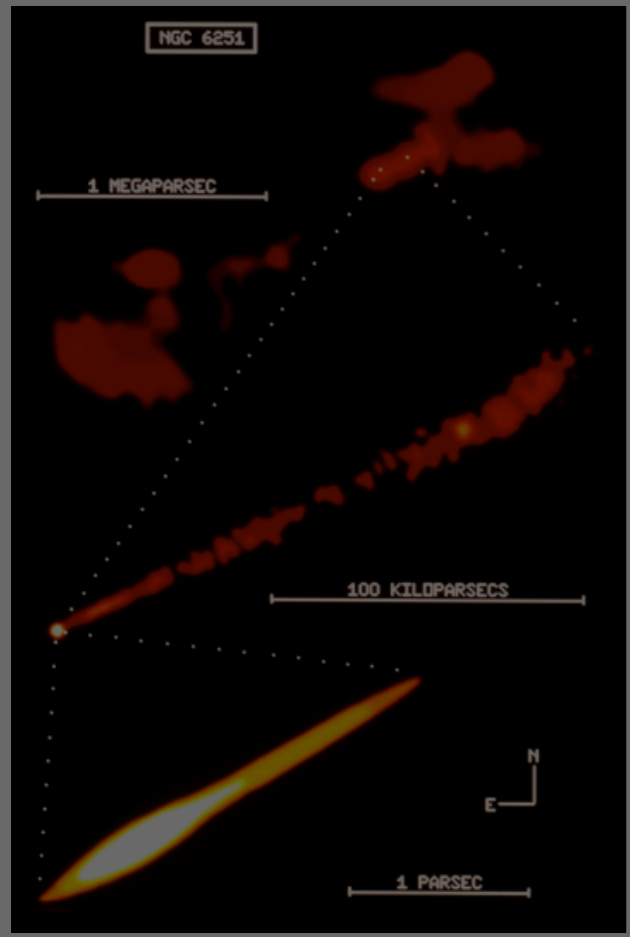 NGC 6251
1 MEGAPARSEC
100 KILOPARSECS
N
E
1 PARSEC